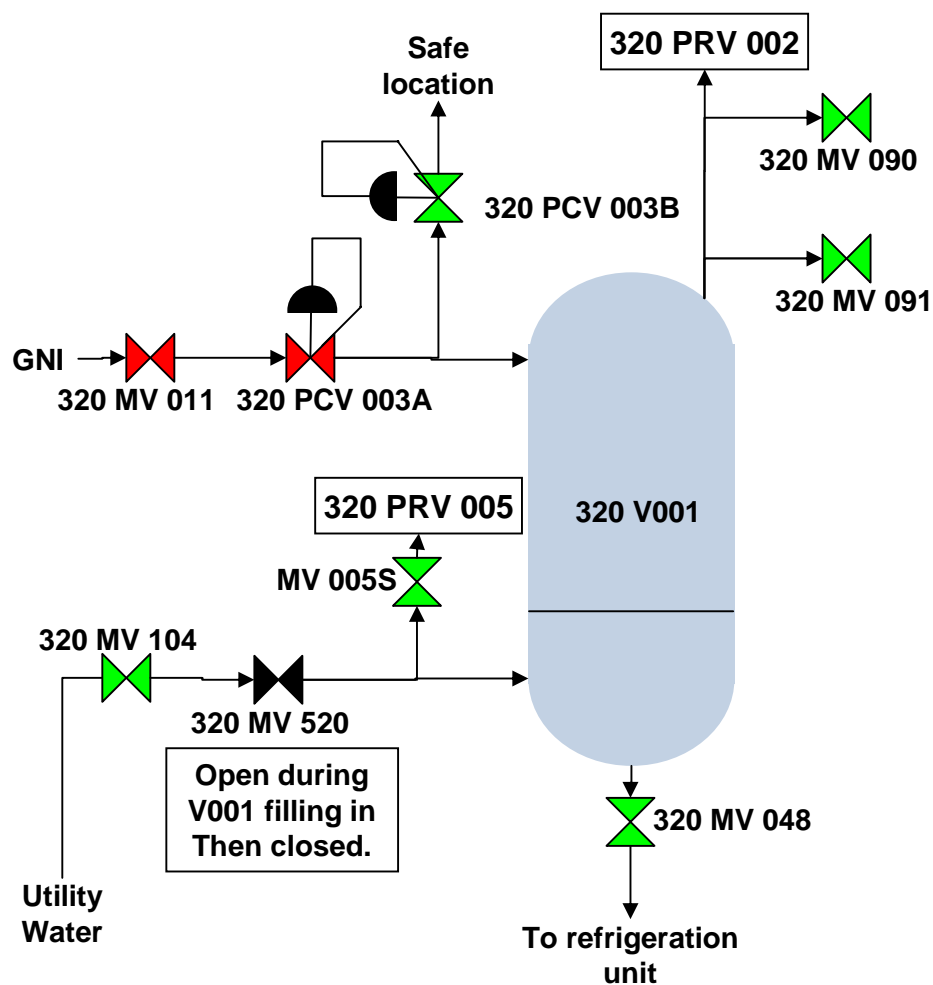 Safe
location
320 PRV 002
320 MV 090
320 PCV 003B
320 MV 091
GNI
320 MV 011
320 PCV 003A
320 PRV 005
320 V001
MV 005S
320 MV 104
320 MV 520
Open during
V001 filling in
Then closed.
320 MV 048
Utility
Water
To refrigeration
unit